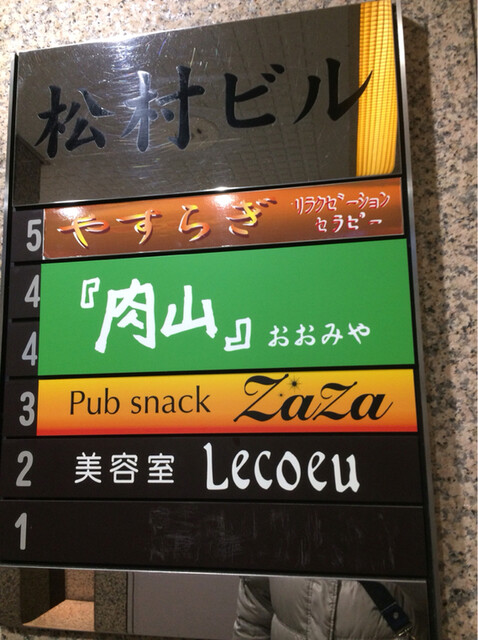 松村ビル
5 やすらぎ リラクゼーション
セラピー
4
『肉山』おおみや
4
3 Pub snack ZaZa
2 美容室 Lecoeu
1